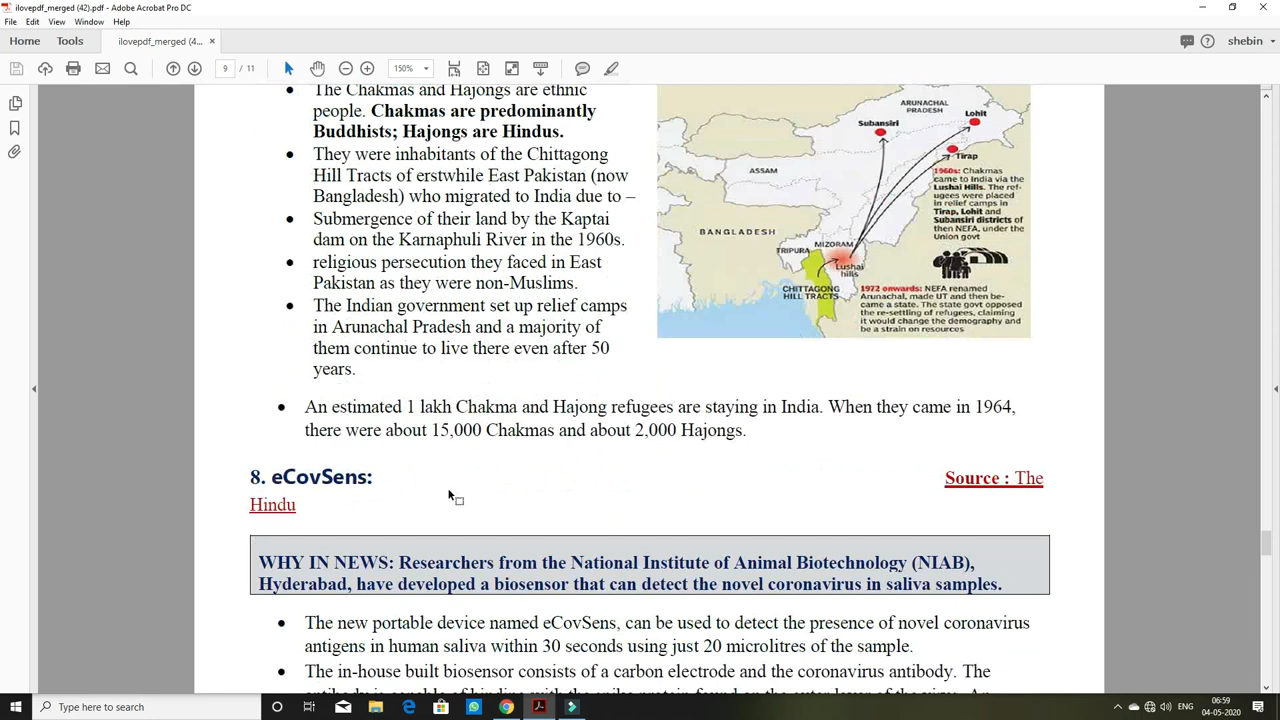 ilovepdf_merged (42).pdf - Adobe Acrobat Pro DC
File Edit View Window Help
Home Tools ilovepdf_merged (4... × shebin
9 / 11 150%
• The Chakmas and Hajongs are ethnic
people. Chakmas are predominantly
Buddhists; Hajongs are Hindus.
• They were inhabitants of the Chittagong
Hill Tracts of erstwhile East Pakistan (now
Bangladesh) who migrated to India due to –
• Submergence of their land by the Kaptai
dam on the Karnaphuli River in the 1960s.
• religious persecution they faced in East
Pakistan as they were non-Muslims.
• The Indian government set up relief camps
in Arunachal Pradesh and a majority of
them continue to live there even after 50
years.
ARUNACHAL
PRADESH
Lohit
Subansiri
Tirap
ASSAM
1960s: Chakmas
came to India via the
Lushai Hills. The ref-
ugees were placed
in relief camps in
Tirap, Lohit and
Subansiri districts of
then NEFA, under the
Union govt
BANGLADESH
MIZORAM
TRIPURA
Lushai
hills
CHITTAGONG
HILL TRACTS
1972 onwards: NEFA renamed
Arunachal, made UT and then be-
came a state. The state govt opposed
the re-settling of refugees, claiming
it would change the demography and
be a strain on resources
• An estimated 1 lakh Chakma and Hajong refugees are staying in India. When they came in 1964,
there were about 15,000 Chakmas and about 2,000 Hajongs.
8. eCovSens: Source : The
Hindu
WHY IN NEWS: Researchers from the National Institute of Animal Biotechnology (NIAB),
Hyderabad, have developed a biosensor that can detect the novel coronavirus in saliva samples.
• The new portable device named eCovSens, can be used to detect the presence of novel coronavirus
antigens in human saliva within 30 seconds using just 20 microlitres of the sample.
• The in-house built biosensor consists of a carbon electrode and the coronavirus antibody. The
Type here to search
ENG
06:59
04-05-2020